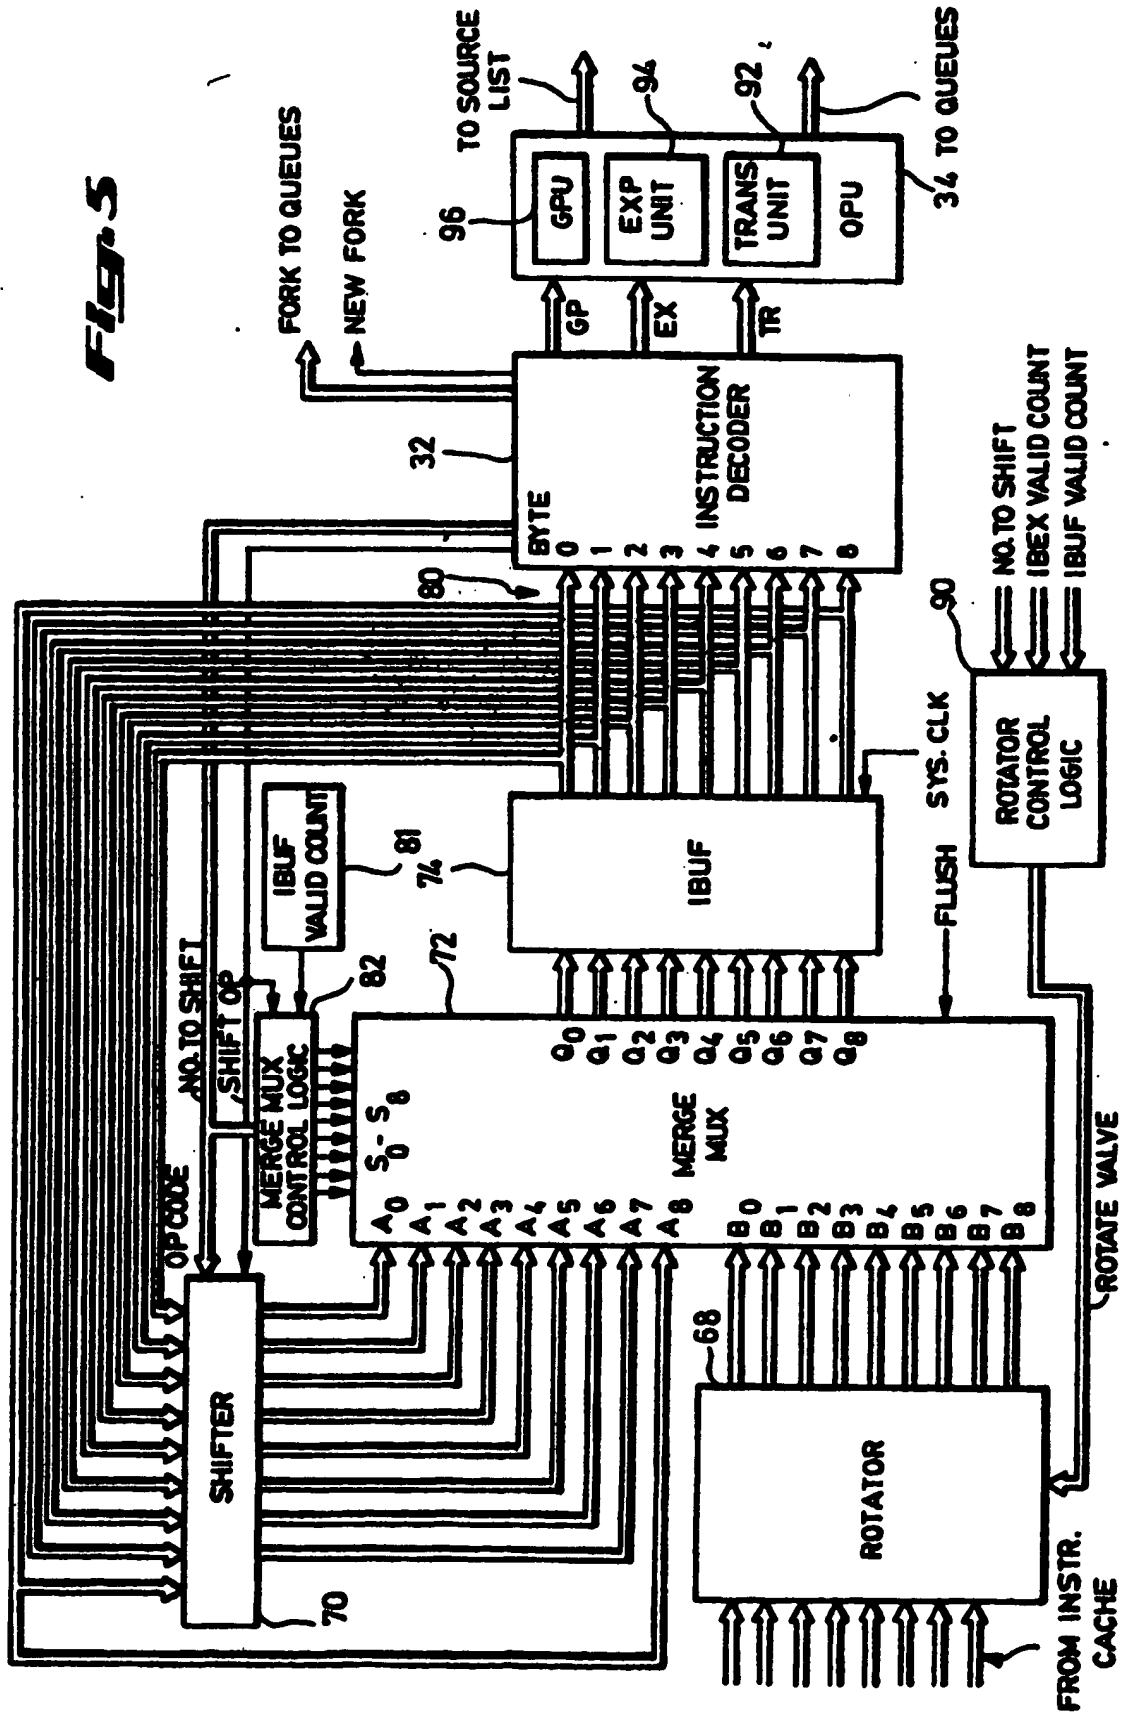 Fig. 5
OP CODE
NO. TO SHIFT
SHIFT OP
SHIFTER
70
MERGE MUX
CONTROL LOGIC
82
IBUF
VALID COUNT
81
FORK TO QUEUES
NEW FORK
TO SOURCE
LIST
S0 - S8
72
74
80
32
96
94
92
A0
A1
A2
A3
A4
A5
A6
A7
A8
B0
B1
B2
B3
B4
B5
B6
B7
B8
MERGE
MUX
Q0
Q1
Q2
Q3
Q4
Q5
Q6
Q7
Q8
IBUF
BYTE
0
1
2
3
4
5
6
7
8
INSTRUCTION
DECODER
GP
EX
TR
GPU
EXP
UNIT
TRANS
UNIT
OPU
34
TO QUEUES
68
ROTATOR
FLUSH
SYS. CLK
90
ROTATOR
CONTROL
LOGIC
NO. TO SHIFT
IBEX VALID COUNT
IBUF VALID COUNT
FROM INSTR.
CACHE
ROTATE VALVE